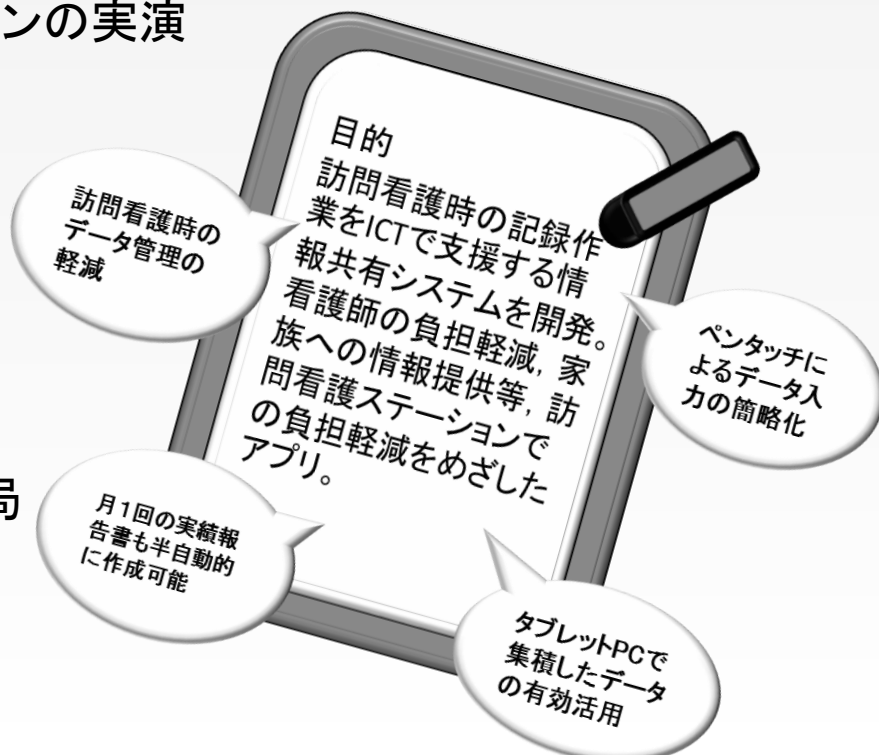 ンの実演
目的
訪問看護時の記録作
業をICTで支援する情
報共有システムを開発。
看護師の負担軽減，家
族への情報提供等，訪
問看護ステーションで
の負担軽減をめざした
アプリ。
訪問看護時の
データ管理の
軽減
ペンタッチに
よるデータ入
力の簡略化
局
月1回の実績報
告書も半自動的
に作成可能
タブレットPCで
集積したデータ
の有効活用